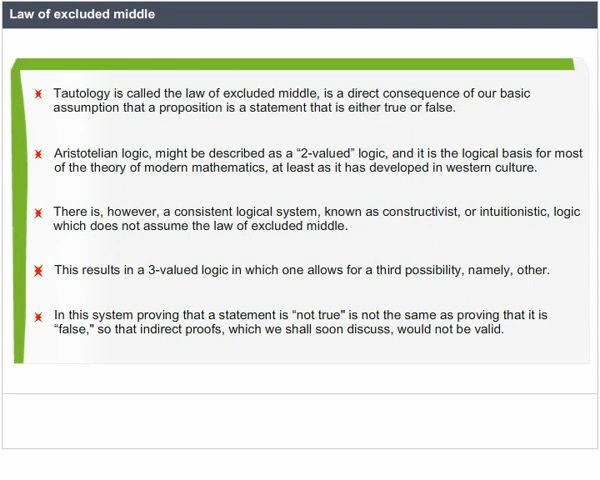 Law of excluded middle
Tautology is called the law of excluded middle, is a direct consequence of our basic
assumption that a proposition is a statement that is either true or false.
Aristotelian logic, might be described as a “2-valued” logic, and it is the logical basis for most
of the theory of modern mathematics, at least as it has developed in western culture.
There is, however, a consistent logical system, known as constructivist, or intuitionistic, logic
which does not assume the law of excluded middle.
This results in a 3-valued logic in which one allows for a third possibility, namely, other.
In this system proving that a statement is “not true" is not the same as proving that it is
“false," so that indirect proofs, which we shall soon discuss, would not be valid.